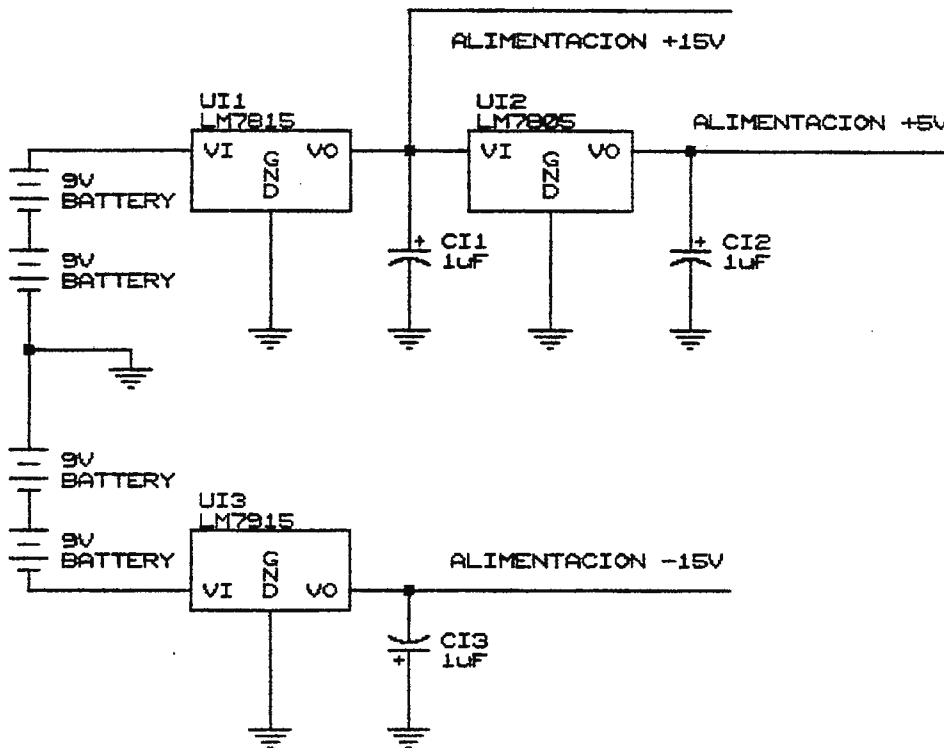 ALIMENTACION +15V
UI1
LM7815
VI
GND
VO
UI2
LM7805
VI
GND
VO
ALIMENTACION +5V
9V
BATTERY
9V
BATTERY
+
CI1
1uF
+
CI2
1uF
9V
BATTERY
9V
BATTERY
UI3
LM7915
VI
GND
VO
ALIMENTACION -15V
CI3
1uF
+